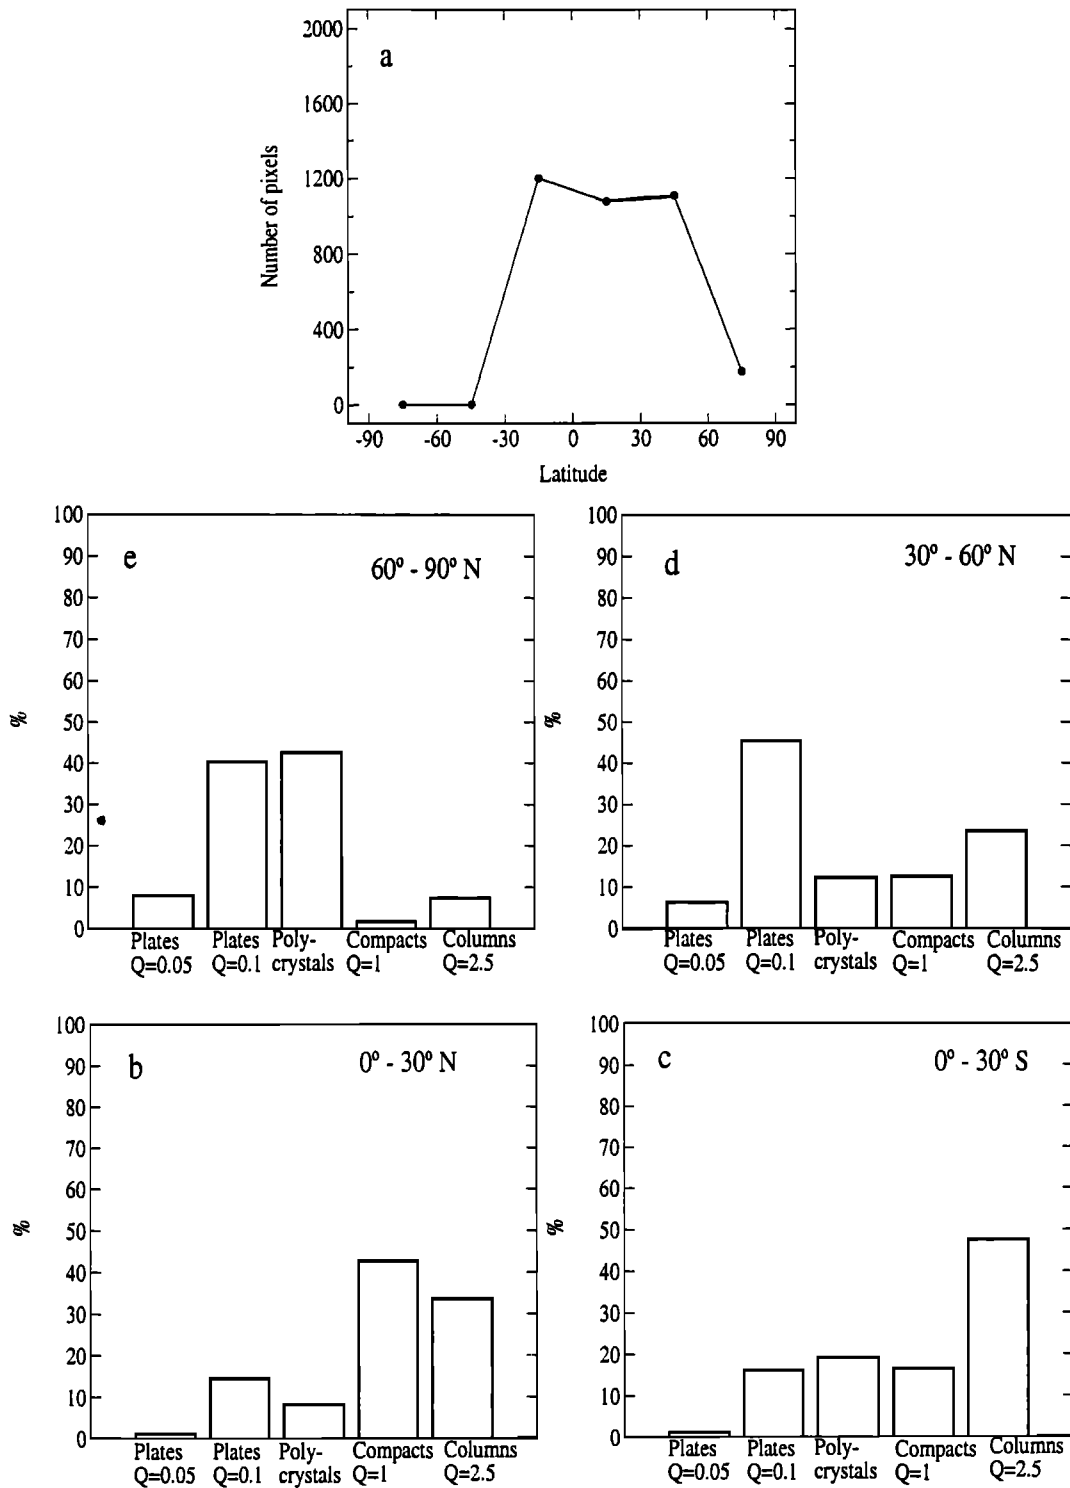 a
2000
1600
1200
800
400
0
Number of pixels
-90 -60 -30 0 30 60 90
Latitude
e
60° - 90° N
100
90
80
70
60
50
40
30
20
10
0
%
Plates Plates Poly- Compacts Columns
Q=0.05 Q=0.1 crystals Q=1 Q=2.5
d
30° - 60° N
100
90
80
70
60
50
40
30
20
10
0
%
Plates Plates Poly- Compacts Columns
Q=0.05 Q=0.1 crystals Q=1 Q=2.5
b
0° - 30° N
100
90
80
70
60
50
40
30
20
10
0
%
Plates Plates Poly- Compacts Columns
Q=0.05 Q=0.1 crystals Q=1 Q=2.5
c
0° - 30° S
100
90
80
70
60
50
40
30
20
10
0
%
Plates Plates Poly- Compacts Columns
Q=0.05 Q=0.1 crystals Q=1 Q=2.5